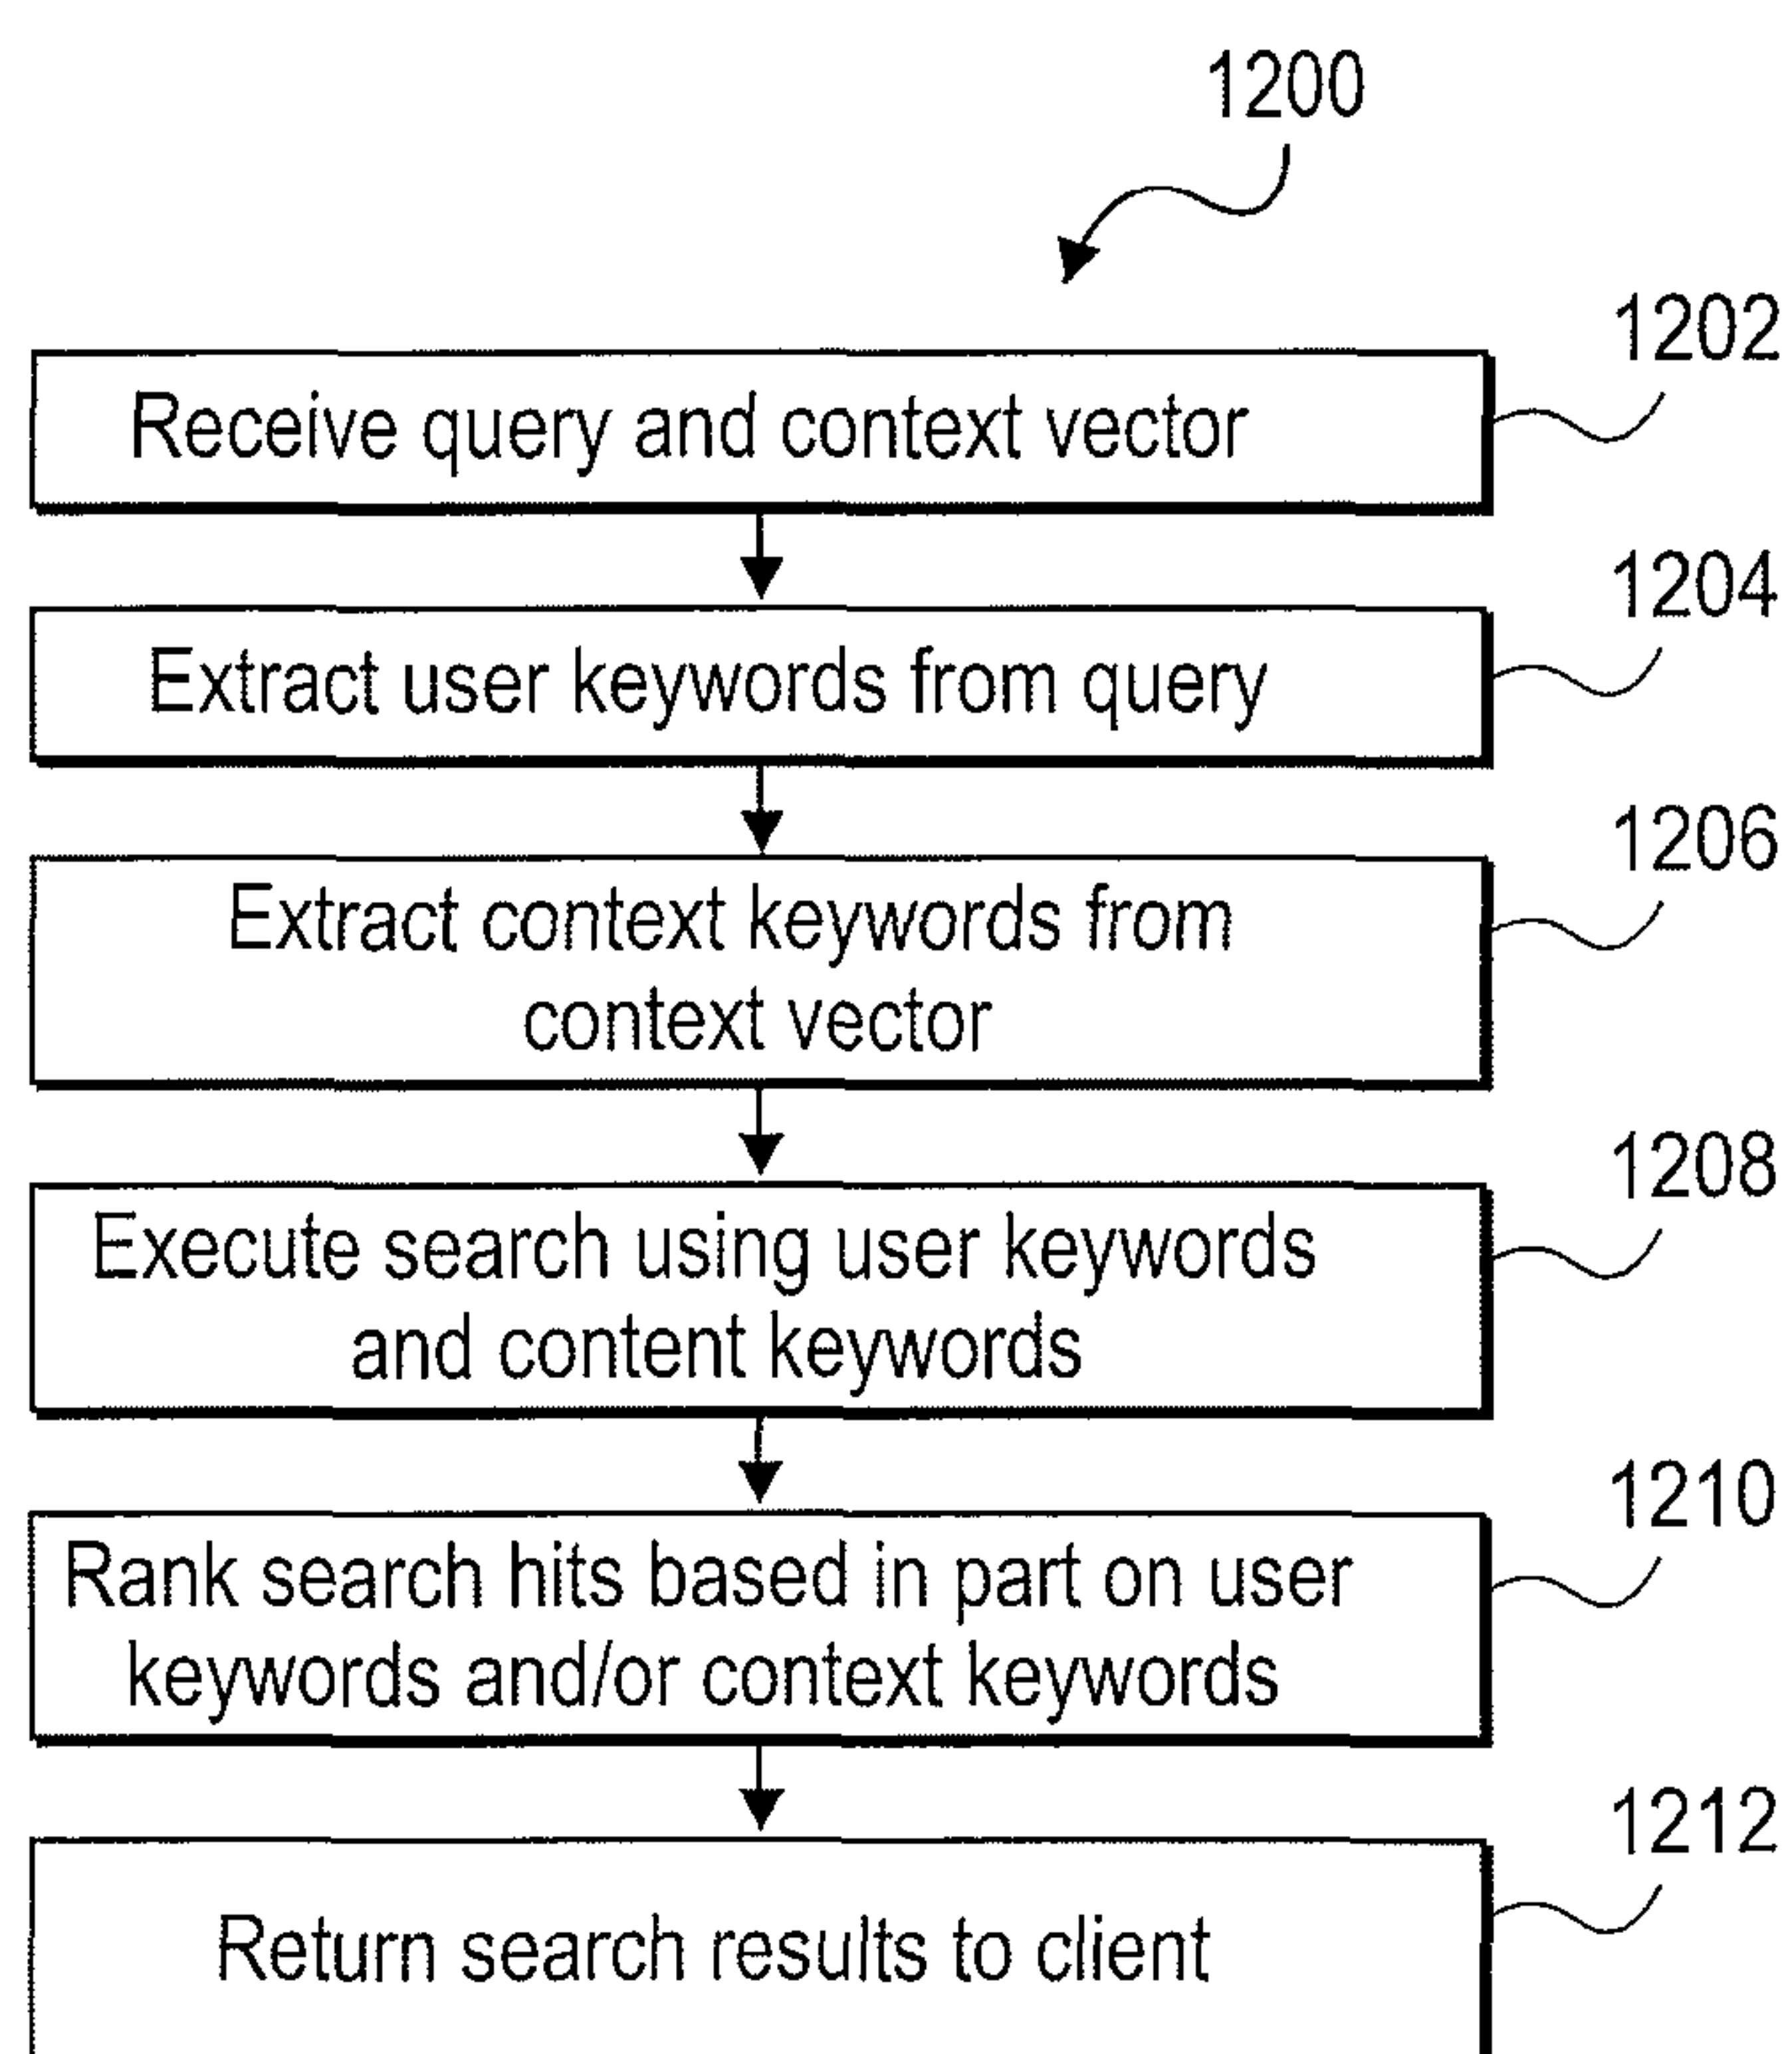 1200
1202
Receive query and context vector
1204
Extract user keywords from query
1206
Extract context keywords from
context vector
1208
Execute search using user keywords
and content keywords
1210
Rank search hits based in part on user
keywords and/or context keywords
1212
Return search results to client